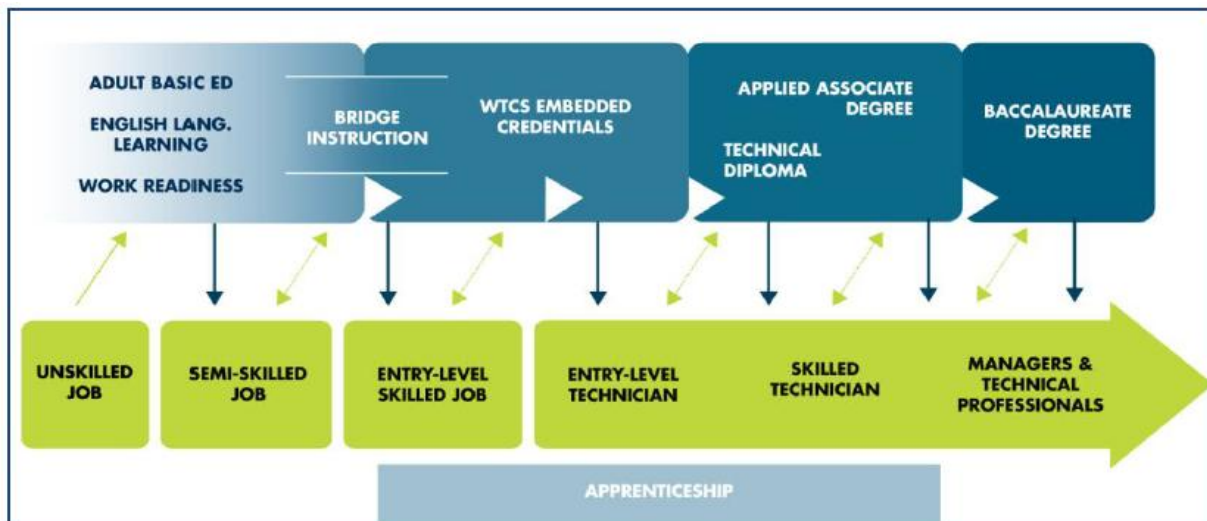 ADULT BASIC ED
ENGLISH LANG.
LEARNING
WORK READINESS
BRIDGE
INSTRUCTION
WTCS EMBEDDED
CREDENTIALS
APPLIED ASSOCIATE
DEGREE
TECHNICAL
DIPLOMA
BACCALAUREATE
DEGREE
UNSKILLED
JOB
SEMI-SKILLED
JOB
ENTRY-LEVEL
SKILLED JOB
ENTRY-LEVEL
TECHNICIAN
SKILLED
TECHNICIAN
MANAGERS &
TECHNICAL
PROFESSIONALS
APPRENTICESHIP